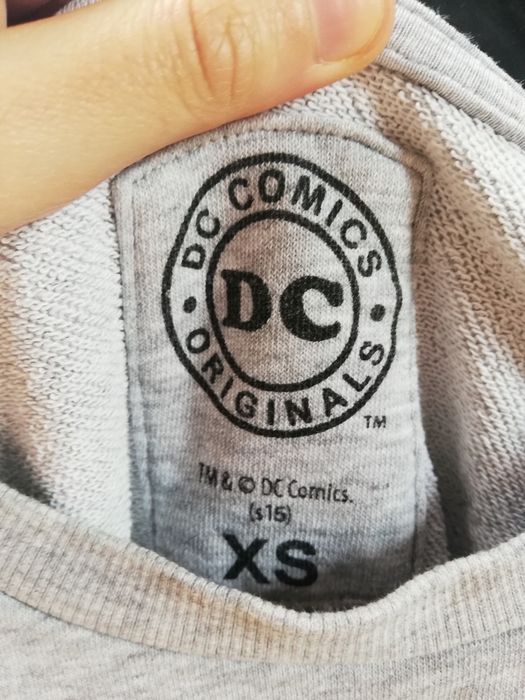 DC COMICS
DC
ORIGINALS
TM
TM & © DC Comics.
(s15)
XS